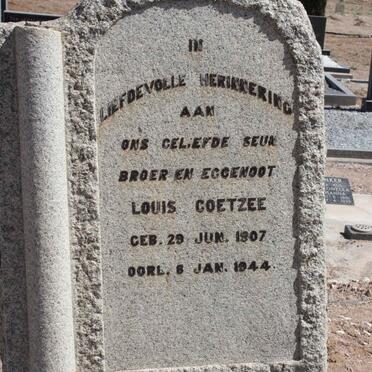 IN
LIEFDEVOLLE HERINNERING
AAN
ONS GELIEFDE SEUN
BROER EN EGGENOOT
LOUIS COETZEE
GEB. 29 JUN. 1907
OORL. 6 JAN. 1944